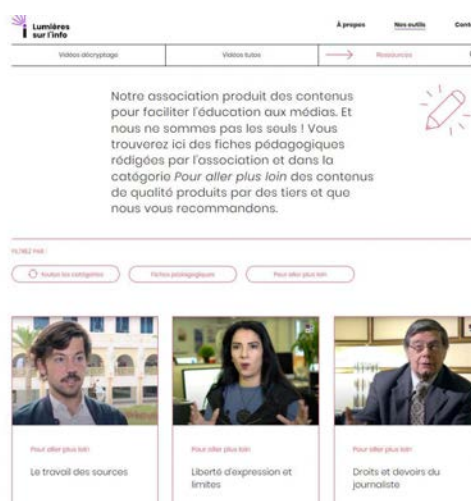 Lumières
sur l'info
À propos Nos outils
Vidéos décryptage Vidéos tutos Ressources
Notre association produit des contenus
pour faciliter l'éducation aux médias. Et
nous ne sommes pas les seuls ! Vous
trouverez ici des fiches pédagogiques
rédigées par l'association et dans la
catégorie Pour aller plus loin des contenus
de qualité produits par des tiers et que
nous vous recommandons.
FILTREZ PAR :
Toutes les catégories Fiches pédagogiques Pour aller plus loin
Pour aller plus loin Pour aller plus loin Pour aller plus loin
Le travail des sources Liberté d'expression et Droits et devoirs du
limites journaliste